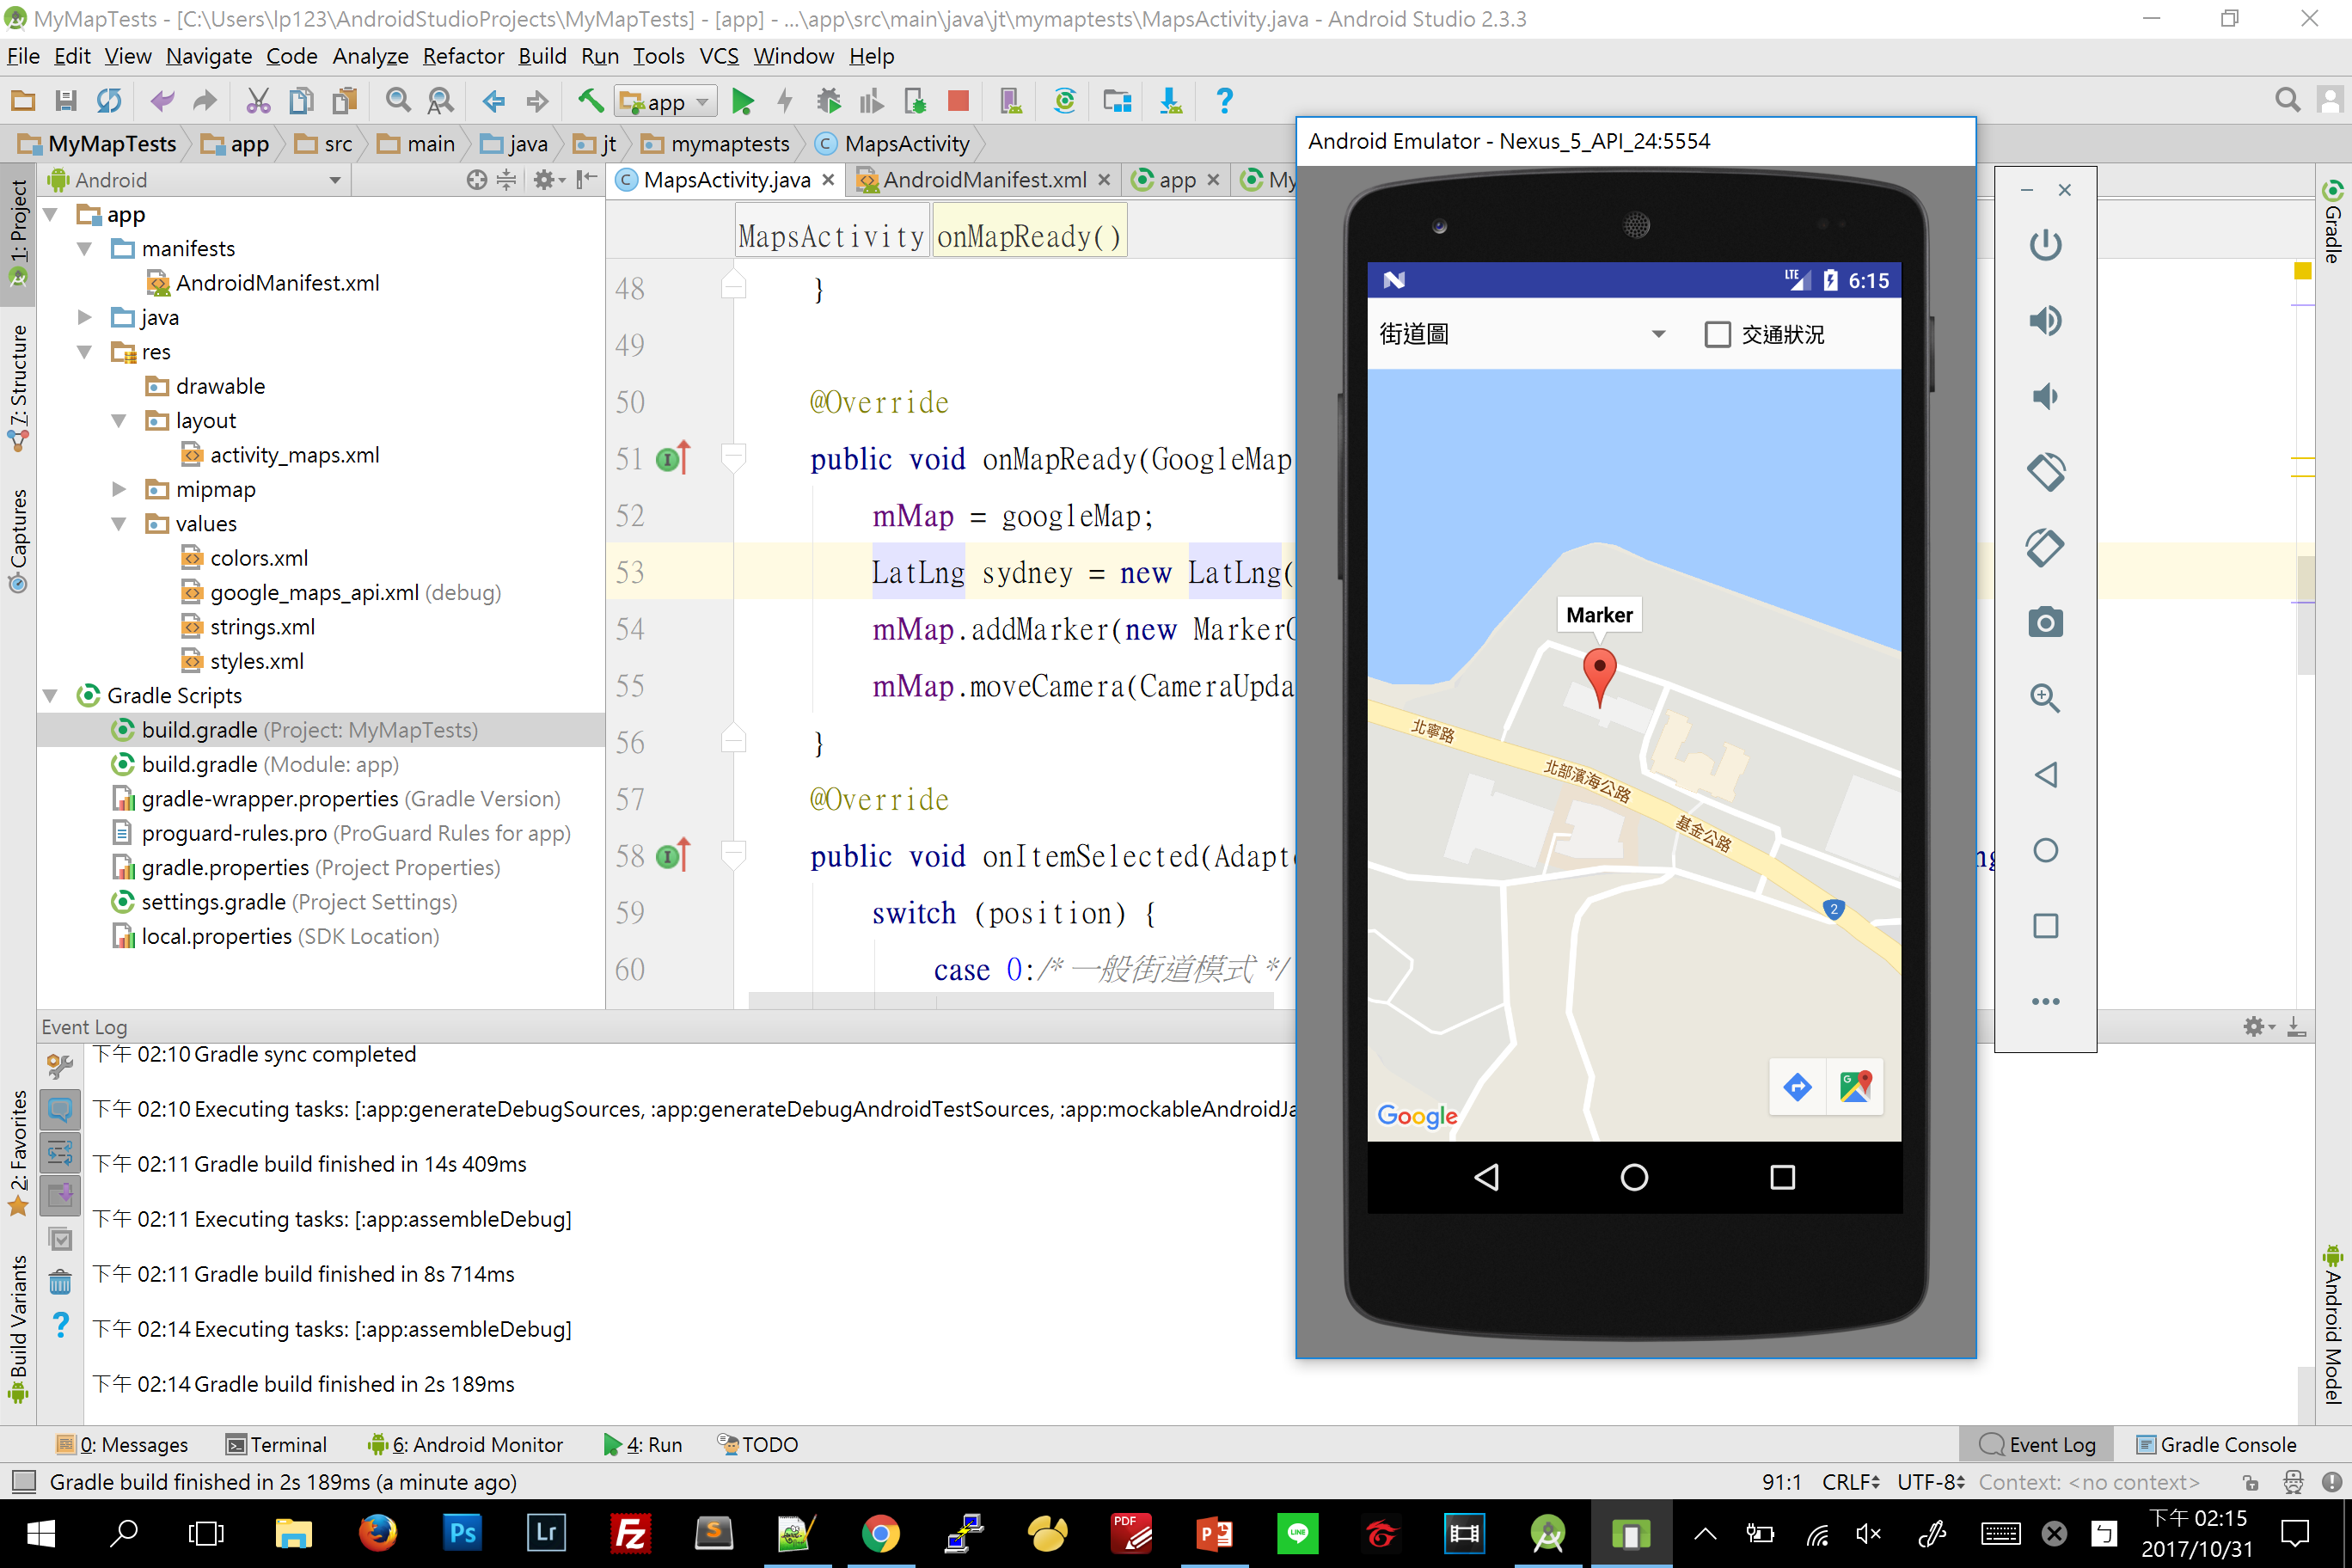 MyMapTests - [C:\Users\lp123\AndroidStudioProjects\MyMapTests] - [app] - ...\app\src\main\java\jt\mymaptests\MapsActivity.java - Android Studio 2.3.3
File Edit View Navigate Code Analyze Refactor Build Run Tools VCS Window Help
app
MyMapTests app src main java jt mymaptests MapsActivity
Android
MapsActivity.java AndroidManifest.xml app My
MapsActivity onMapReady()
1: Project
7: Structure
Captures
2: Favorites
Build Variants
Gradle
Android Model
app
manifests
AndroidManifest.xml
java
res
drawable
layout
activity_maps.xml
mipmap
values
colors.xml
google_maps_api.xml (debug)
strings.xml
styles.xml
Gradle Scripts
build.gradle (Project: MyMapTests)
build.gradle (Module: app)
gradle-wrapper.properties (Gradle Version)
proguard-rules.pro (ProGuard Rules for app)
gradle.properties (Project Properties)
settings.gradle (Project Settings)
local.properties (SDK Location)
48 }
49
50 @Override
51 public void onMapReady(GoogleMap
52 mMap = googleMap;
53 LatLng sydney = new LatLng(
54 mMap.addMarker(new Marker
55 mMap.moveCamera(CameraUpda
56 }
57 @Override
58 public void onItemSelected(Adapt
59 switch (position) {
60 case 0:/* 一般街道模式 */
Android Emulator - Nexus_5_API_24:5554
LTE 6:15
街道圖 交通狀況
Marker
北寧路
北部濱海公路
基金公路
2
Google
Event Log
下午 02:10 Gradle sync completed
下午 02:10 Executing tasks: [:app:generateDebugSources, :app:generateDebugAndroidTestSources, :app:mockableAndroidJa
下午 02:11 Gradle build finished in 14s 409ms
下午 02:11 Executing tasks: [:app:assembleDebug]
下午 02:11 Gradle build finished in 8s 714ms
下午 02:14 Executing tasks: [:app:assembleDebug]
下午 02:14 Gradle build finished in 2s 189ms
0: Messages Terminal 6: Android Monitor 4: Run TODO Event Log Gradle Console
Gradle build finished in 2s 189ms (a minute ago) 91:1 CRLF UTF-8 Context: <no context>
Ps Lr Fz S PDF P LINE
ㄅ
下午 02:15
2017/10/31